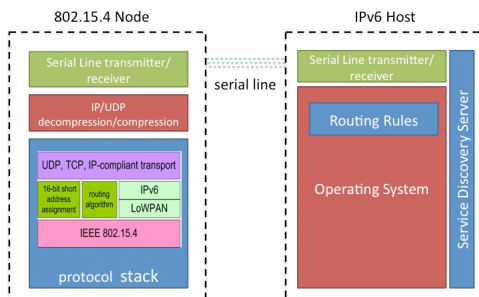 802.15.4 Node
Serial Line transmitter/
receiver
IP/UDP
decompression/compression
UDP, TCP, IP-compliant transport
16-bit short
address
assignment
routing
algorithm
IPv6
LoWPAN
IEEE 802.15.4
protocol stack
serial line
IPv6 Host
Serial Line transmitter/
receiver
Routing Rules
Operating System
Service Discovery Server